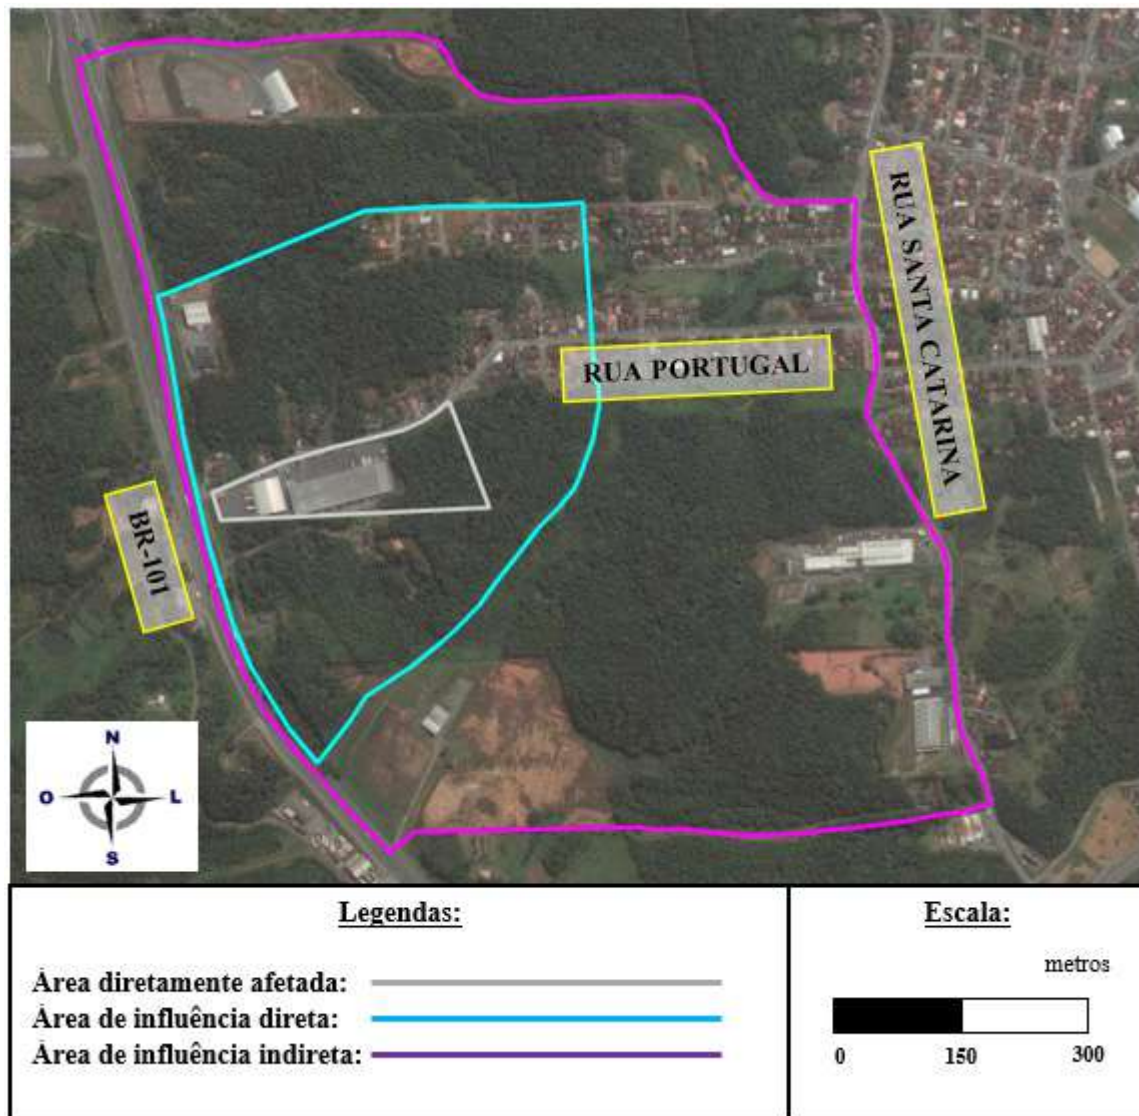 RUA SANTA CATARINA
RUA PORTUGAL
BR-101
N
O L
S
Legendas:
Área diretamente afetada:
Área de influência direta:
Área de influência indireta:
Escala:
metros
0 150 300